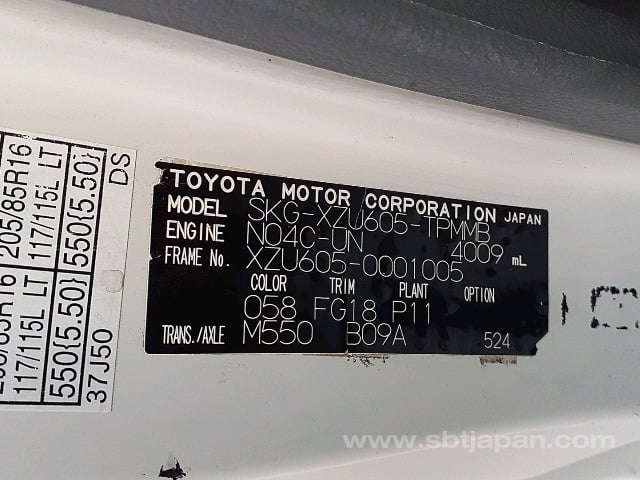 205/85R16
117/115L LT
550{5.50}
DS
117/115L LT
550{5.50}
37J50
TOYOTA MOTOR CORPORATION JAPAN
MODEL SKG-XZU605-TPMMB
ENGINE N04C-UN 4009 mL
FRAME No. XZU605-0001005
COLOR TRIM PLANT OPTION
058 FG18 P11
TRANS./AXLE M550 B09A 524
www.sbtjapan.com